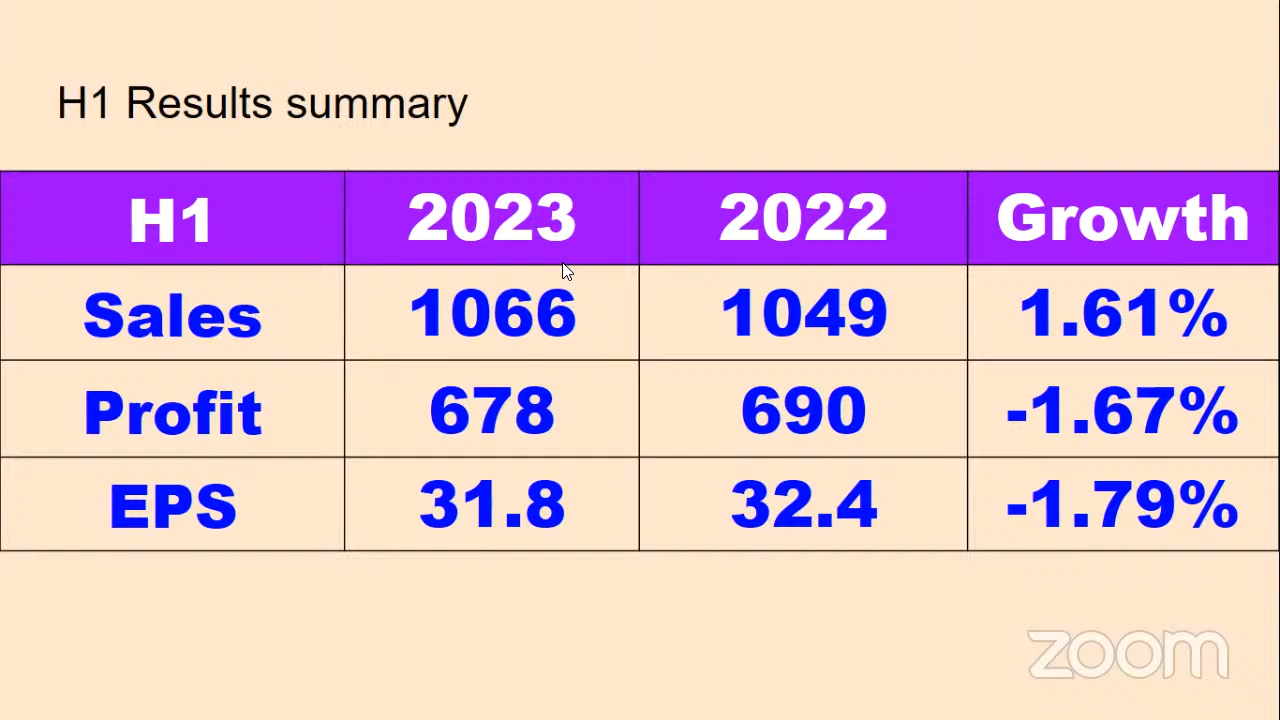 H1 Results summary
H1 2023 2022 Growth
Sales 1066 1049 1.61%
Profit 678 690 -1.67%
EPS 31.8 32.4 -1.79%
zoom